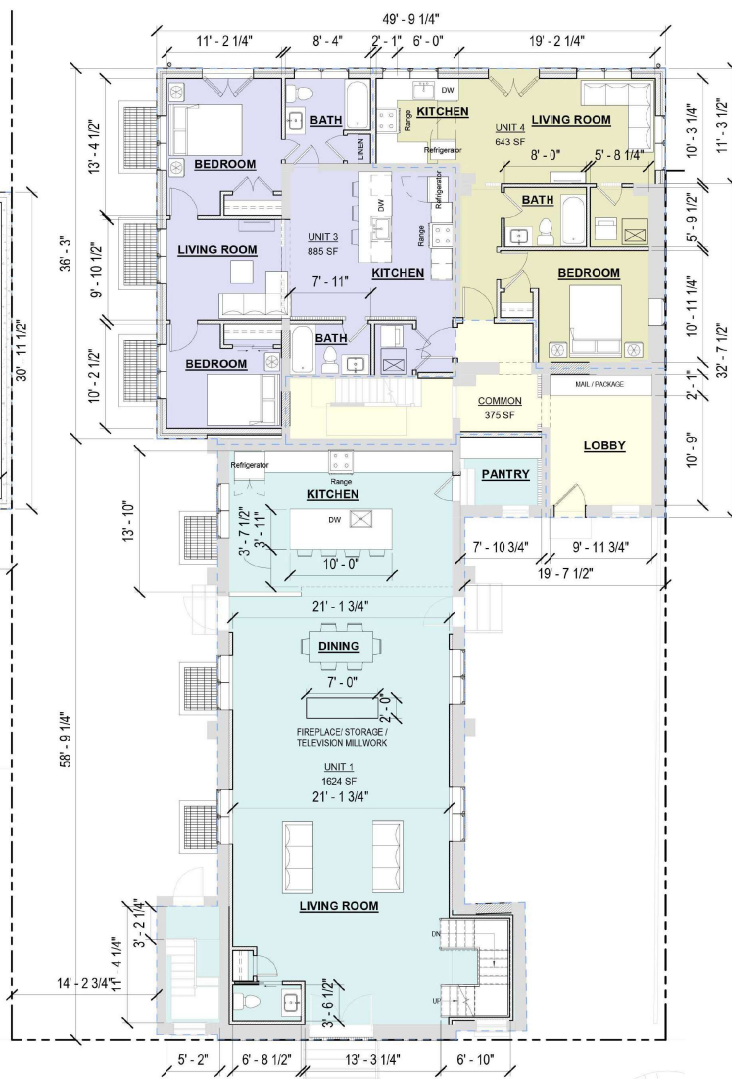 49' - 9 1/4"
11' - 2 1/4"
8' - 4"
2' - 1"
6' - 0"
19' - 2 1/4"
KITCHEN
DW
Range
Refrigerator
UNIT 4
643 SF
LIVING ROOM
BATH
LINEN
BEDROOM
13' - 4 1/2"
10' - 3 1/4"
11' - 3 1/2"
8' - 0"
5' - 8 1/4"
BATH
5' - 9 1/2"
36' - 3"
30' 11 1/2"
LIVING ROOM
9' - 10 1/2"
UNIT 3
885 SF
DW
Refrigerator
Range
KITCHEN
7' - 11"
BEDROOM
10' - 11 1/4"
32' - 7 1/2"
BATH
BEDROOM
10' - 2 1/2"
MAIL / PACKAGE
2' - 1"
COMMON
375 SF
LOBBY
10' - 9"
PANTRY
Refrigerator
Range
KITCHEN
DW
13' - 10"
3' - 7 1/2"
3' - 11"
10' - 0"
7' - 10 3/4"
9' - 11 3/4"
19' - 7 1/2"
21' - 1 3/4"
DINING
7' - 0"
2' - 0"
FIREPLACE/ STORAGE /
TELEVISION MILLWORK
UNIT 1
1624 SF
21' - 1 3/4"
58' - 9 1/4"
LIVING ROOM
3' - 2 1/4"
11' - 4 1/4"
14' - 2 3/4"
DN
UP
3' - 6 1/2"
5' - 2"
6' - 8 1/2"
13' - 3 1/4"
6' - 10"